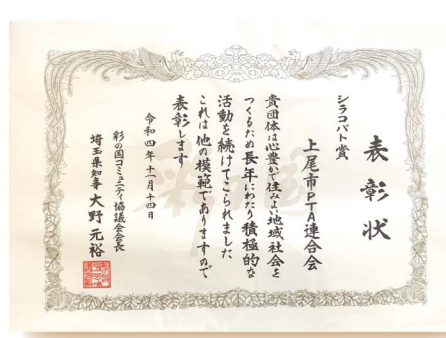 表彰状
シラコバト賞
上尾市PTA連合会
貴団体は心豊かで住みよい地域社会を
つくるため長年にわたり積極的な
活動を続けてこられました
これは他の模範でありますので
表彰します
令和四年十一月十四日
彩の国コミュニティ協議会会長
埼玉県知事 大野元裕